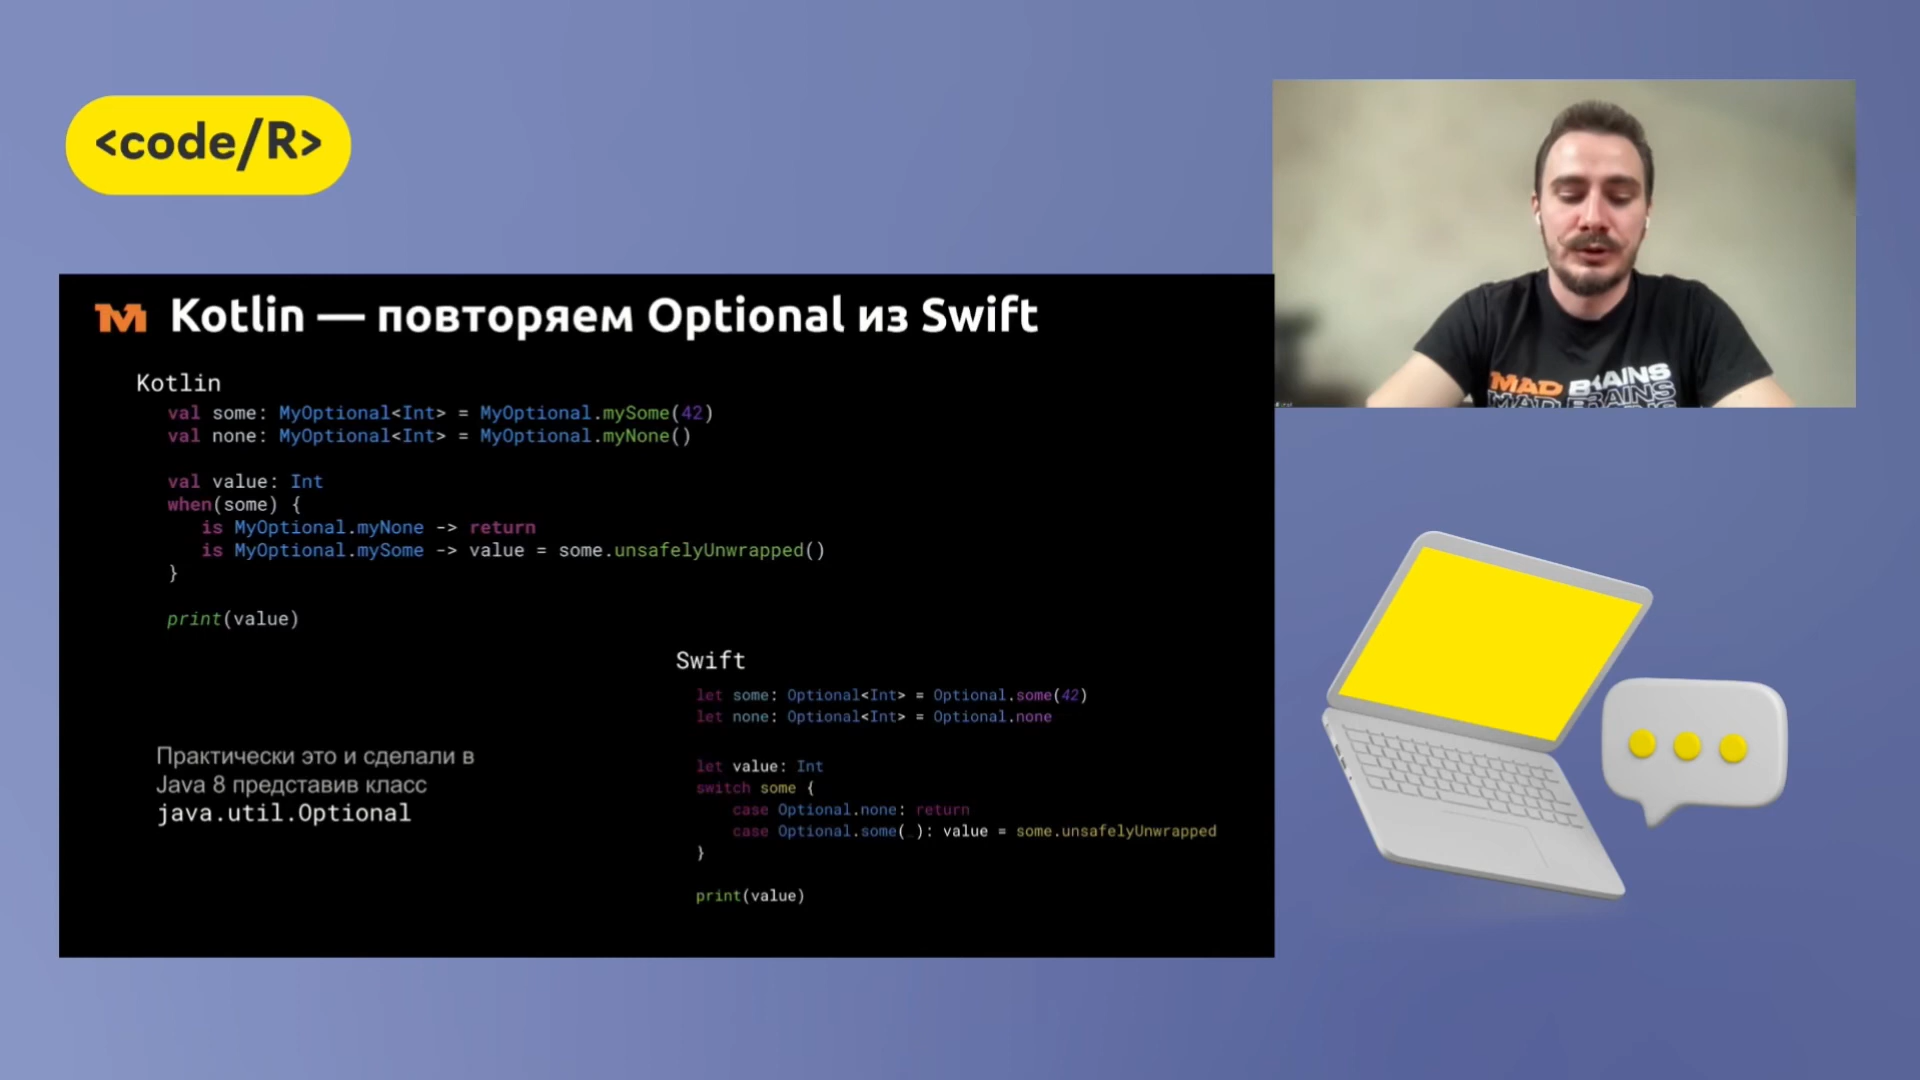 <code/R>
Kotlin — повторяем Optional из Swift
Kotlin
val some: MyOptional<Int> = MyOptional.mySome(42)
val none: MyOptional<Int> = MyOptional.myNone()
val value: Int
when(some) {
is MyOptional.myNone -> return
is MyOptional.mySome -> value = some.unsafelyUnwrapped()
}
print(value)
Swift
let some: Optional<Int> = Optional.some(42)
let none: Optional<Int> = Optional.none
let value: Int
switch some {
case Optional.none: return
case Optional.some(_): value = some.unsafelyUnwrapped
}
print(value)
Практически это и сделали в
Java 8 представив класс
java.util.Optional
MAD BRAINS
MAD BRAINS